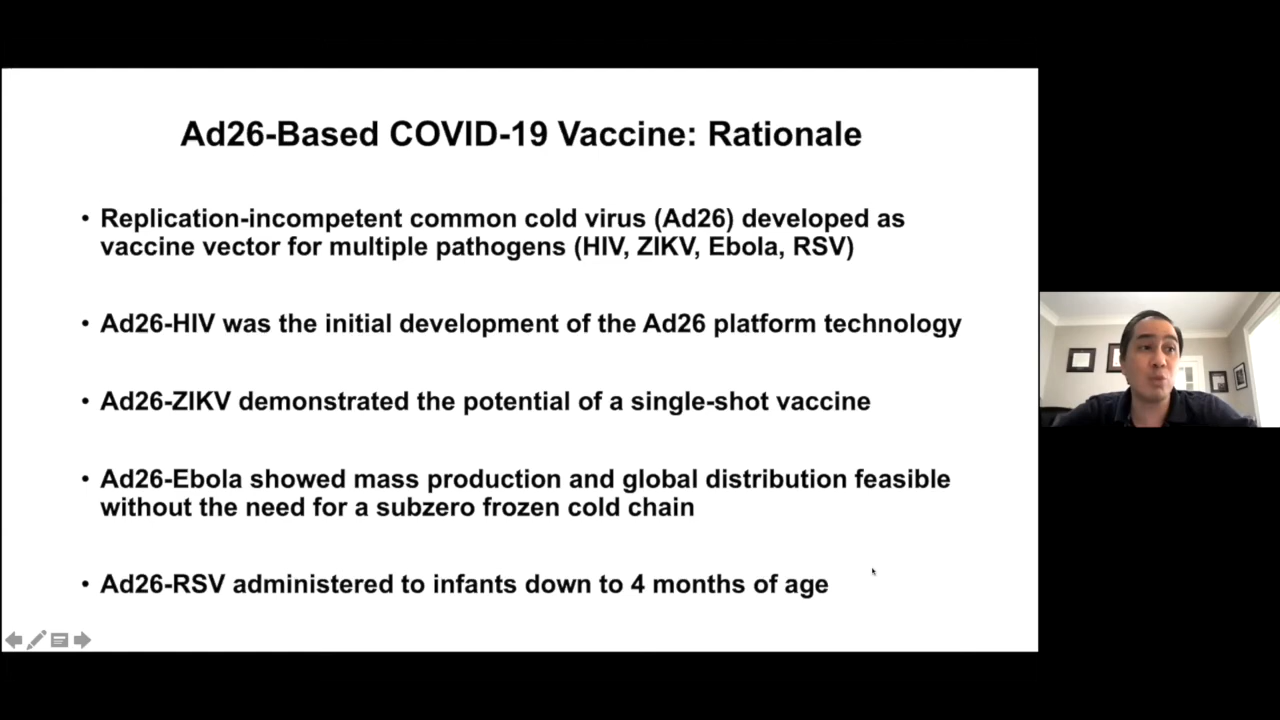 Ad26-Based COVID-19 Vaccine: Rationale
• Replication-incompetent common cold virus (Ad26) developed as
vaccine vector for multiple pathogens (HIV, ZIKV, Ebola, RSV)
• Ad26-HIV was the initial development of the Ad26 platform technology
• Ad26-ZIKV demonstrated the potential of a single-shot vaccine
• Ad26-Ebola showed mass production and global distribution feasible
without the need for a subzero frozen cold chain
• Ad26-RSV administered to infants down to 4 months of age